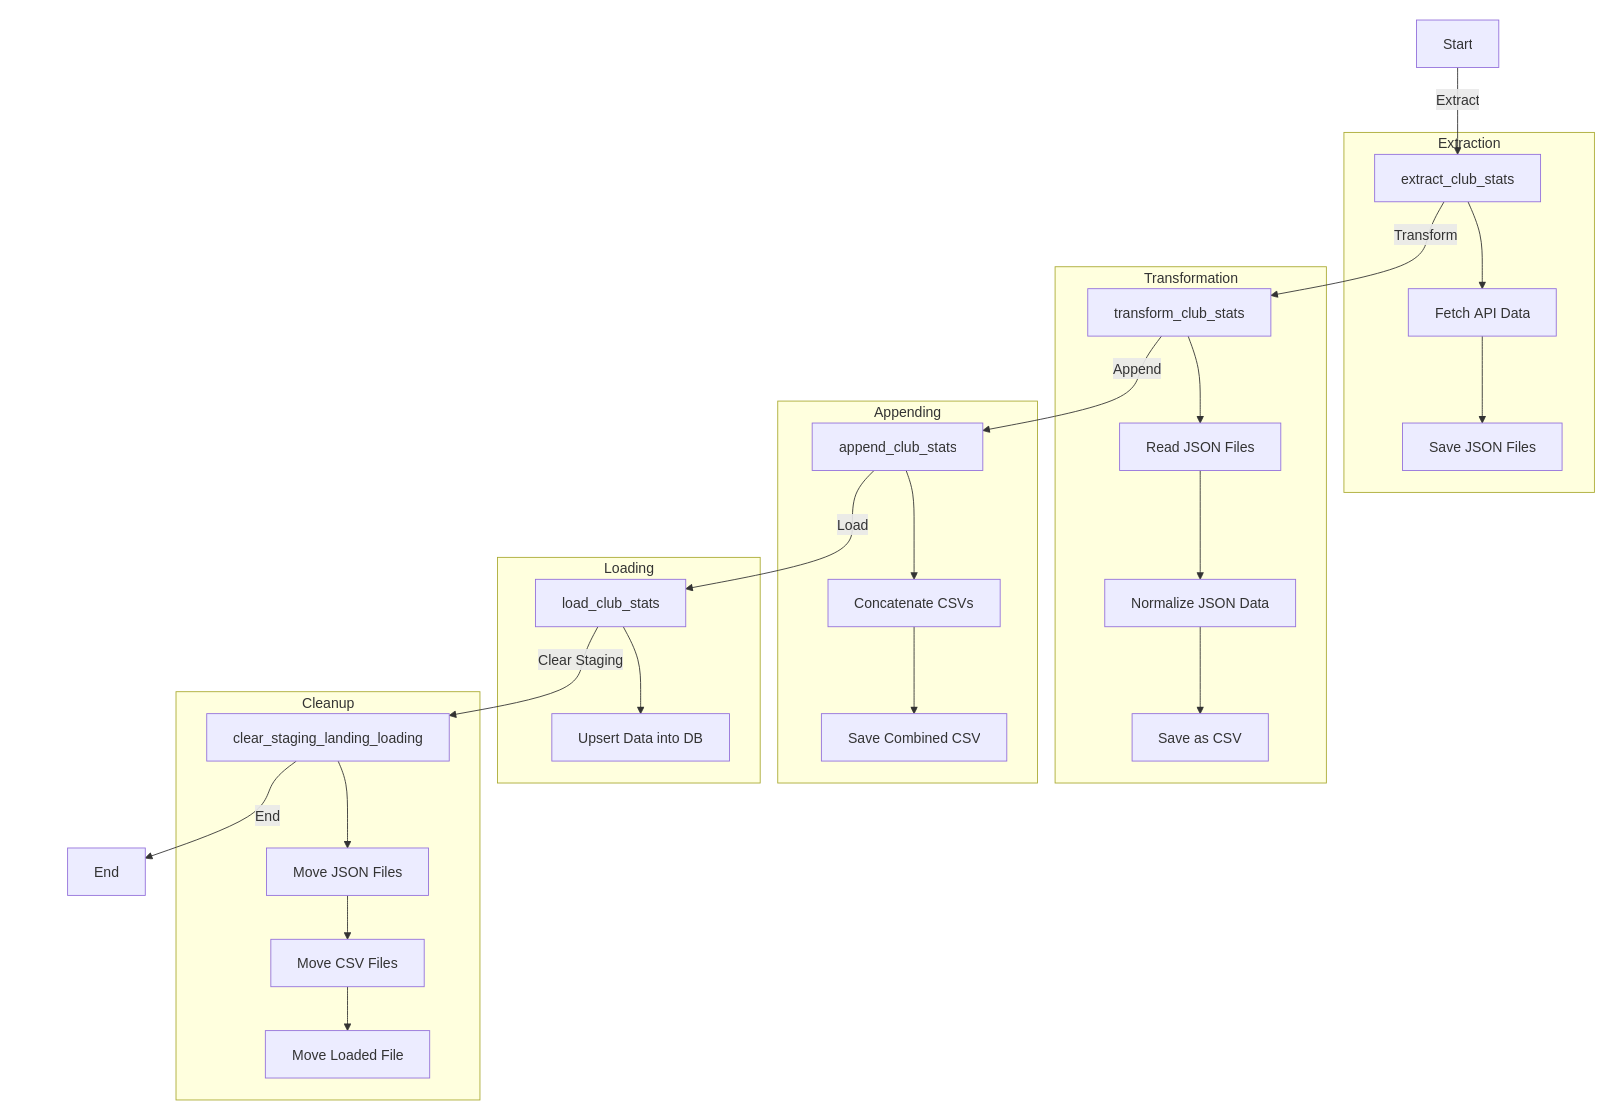 Start
Extract
Extraction
extract_club_stats
Transform
Fetch API Data
Save JSON Files
Transformation
transform_club_stats
Append
Read JSON Files
Normalize JSON Data
Save as CSV
Appending
append_club_stats
Load
Concatenate CSVs
Save Combined CSV
Loading
load_club_stats
Clear Staging
Upsert Data into DB
Cleanup
clear_staging_landing_loading
End
End
Move JSON Files
Move CSV Files
Move Loaded File